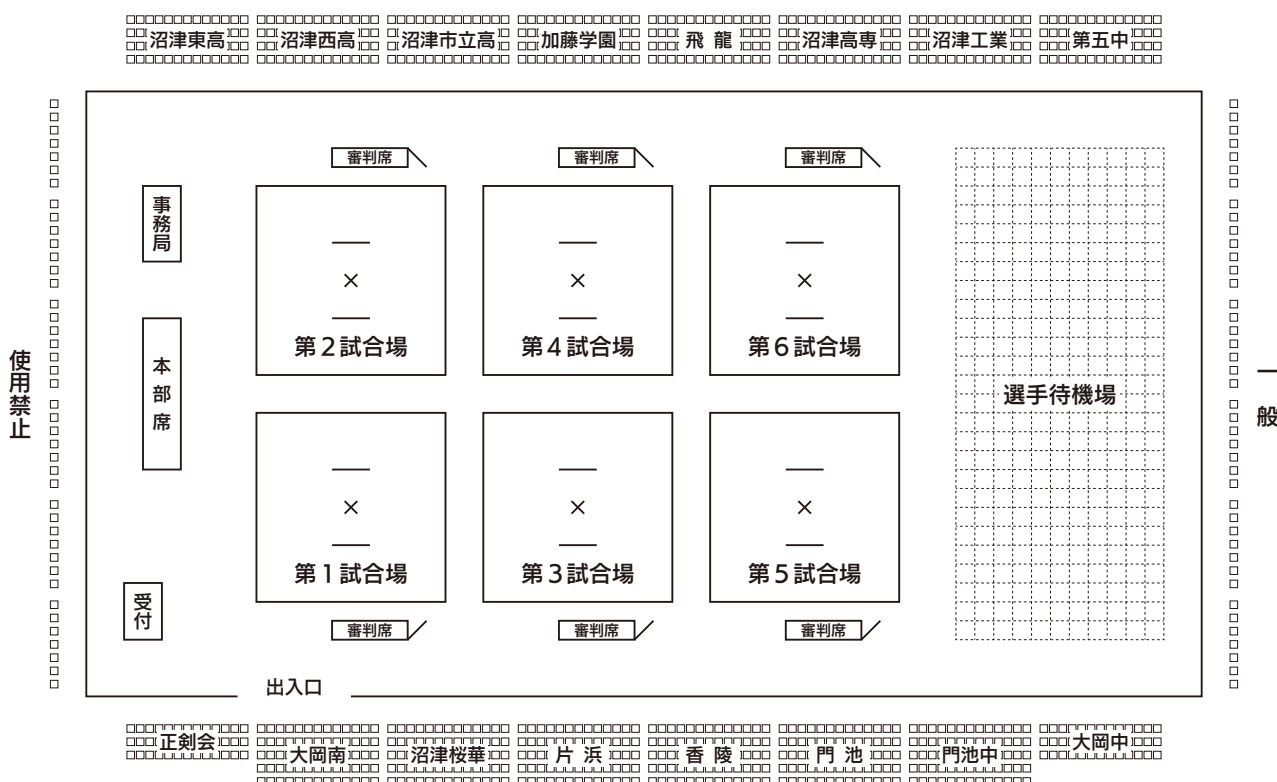 沼津東高
沼津西高
沼津市立高
加藤学園
飛龍
沼津高専
沼津工業
第五中
審判席
審判席
審判席
事務局
×
×
×
第2試合場
第4試合場
第6試合場
使用禁止
本部席
選手待機場
一般
×
×
×
第1試合場
第3試合場
第5試合場
受付
審判席
審判席
審判席
出入口
正剣会
大岡南
沼津桜華
片浜
香陵
門池
門池中
大岡中